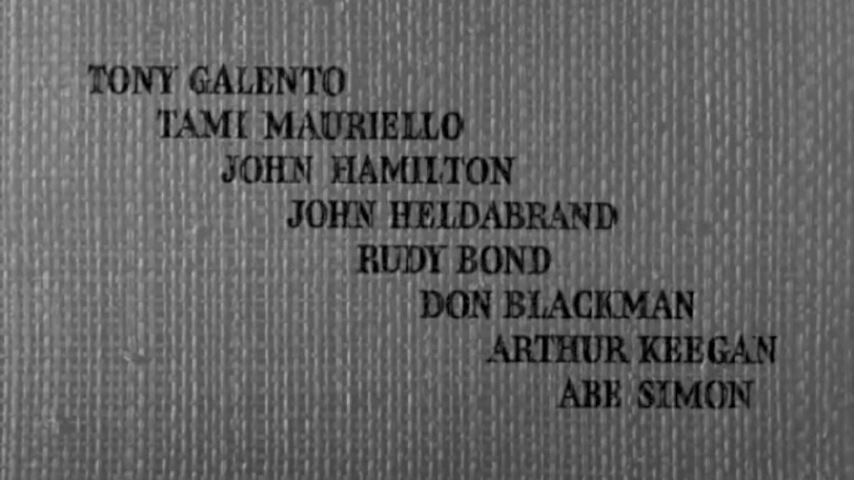 TONY GALENTO
TAMI MAURIELLO
JOHN HAMILTON
JOHN HELDABRAND
RUDY BOND
DON BLACKMAN
ARTHUR KEEGAN
ABE SIMON